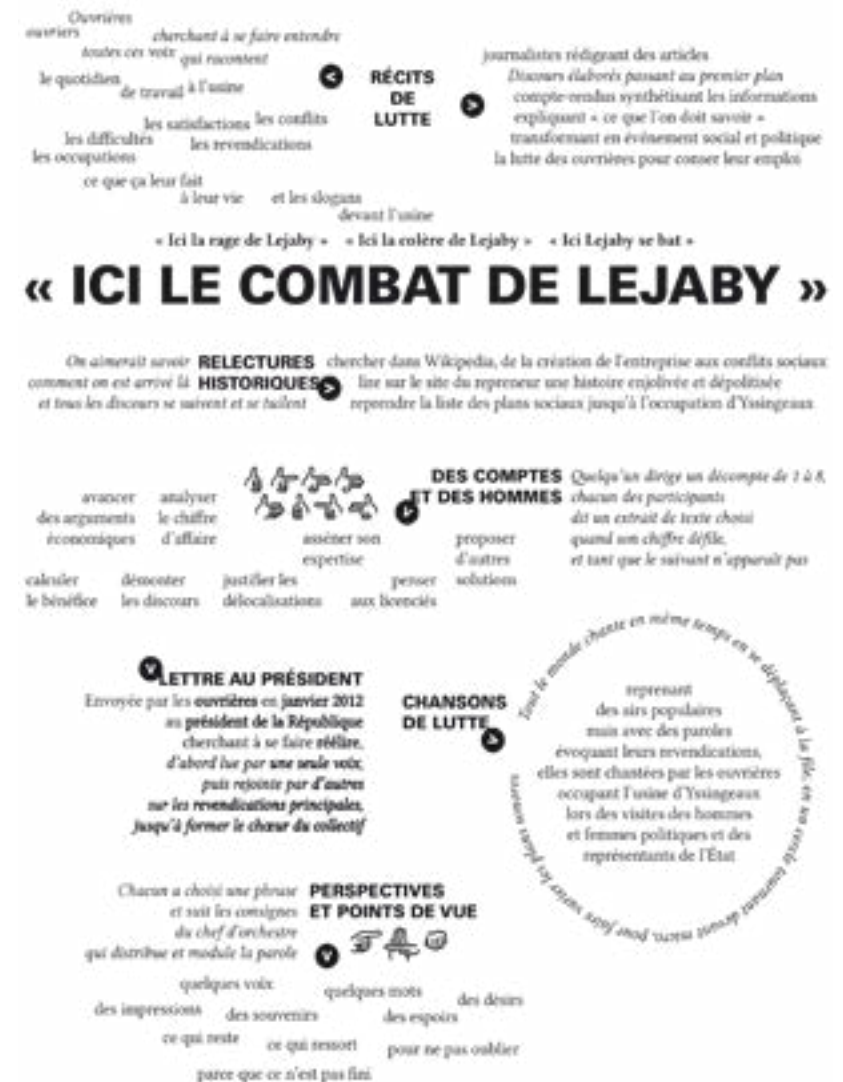 Ouvrières
ouvriers
cherchant à se faire entendre
toutes ces voix
qui racontent
le quotidien
de travail
à l'usine
les satisfactions
les conflits
les difficultés
les revendications
les occupations
ce que ça leur fait
à leur vie
et les slogans
devant l'usine
RÉCITS
DE
LUTTE
journalistes rédigeant des articles
Discours élaborés passant au premier plan
compte-rendus synthétisant les informations
expliquant « ce que l'on doit savoir »
transformant en événement social et politique
la lutte des ouvrières pour conser leur emploi
« Ici la rage de Lejaby » « Ici la colère de Lejaby » « Ici Lejaby se bat »
« ICI LE COMBAT DE LEJABY »
On aimerait savoir
comment on est arrivé là
et tous les discours se suivent et se taillent
RELECTURES
HISTORIQUES
chercher dans Wikipedia, de la création de l'entreprise aux conflits sociaux
lire sur le site du repreneur une histoire enjolivée et dépolitisée
reprendre la liste des plans sociaux jusqu'à l'occupation d'Yssingeaux
DES COMPTES
ET DES HOMMES
Quelqu'un dirige un décompte de 1 à 8,
chacun des participants
dit un extrait de texte choisi
quand son chiffre défile,
et tant que le suivant n'apparait pas
avancer
des arguments
économiques
analyser
le chiffre
d'affaire
asséner son
expertise
proposer
d'autres
solutions
calculer
le bénéfice
démonter
les discours
justifier les
délocalisations
penser
aux licenciés
LETTRE AU PRÉSIDENT
Envoyée par les ouvrières en janvier 2012
au président de la République
cherchant à se faire réélire,
d'abord lue par une seule voix,
puis rejointe par d'autres
sur les revendications principales,
jusqu'à former le chœur du collectif
CHANSONS
DE LUTTE
Tout le monde chante en même temps en se déplaçant à la file, en un cercle tournant devant micro, pour faire varier les plans sonores
reprenant
des airs populaires
mais avec des paroles
évoquant leurs revendications,
elles sont chantées par les ouvrières
occupant l'usine d'Yssingeaux
lors des visites des hommes
et femmes politiques et des
représentants de l'État
Chacun a choisi une phrase
et suit les consignes
du chef d'orchestre
qui distribue et module la parole
PERSPECTIVES
ET POINTS DE VUE
quelques voix
quelques mots
des désirs
des impressions
des souvenirs
des espoirs
ce qui reste
ce qui ressort
pour ne pas oublier
parce que ce n'est pas fini